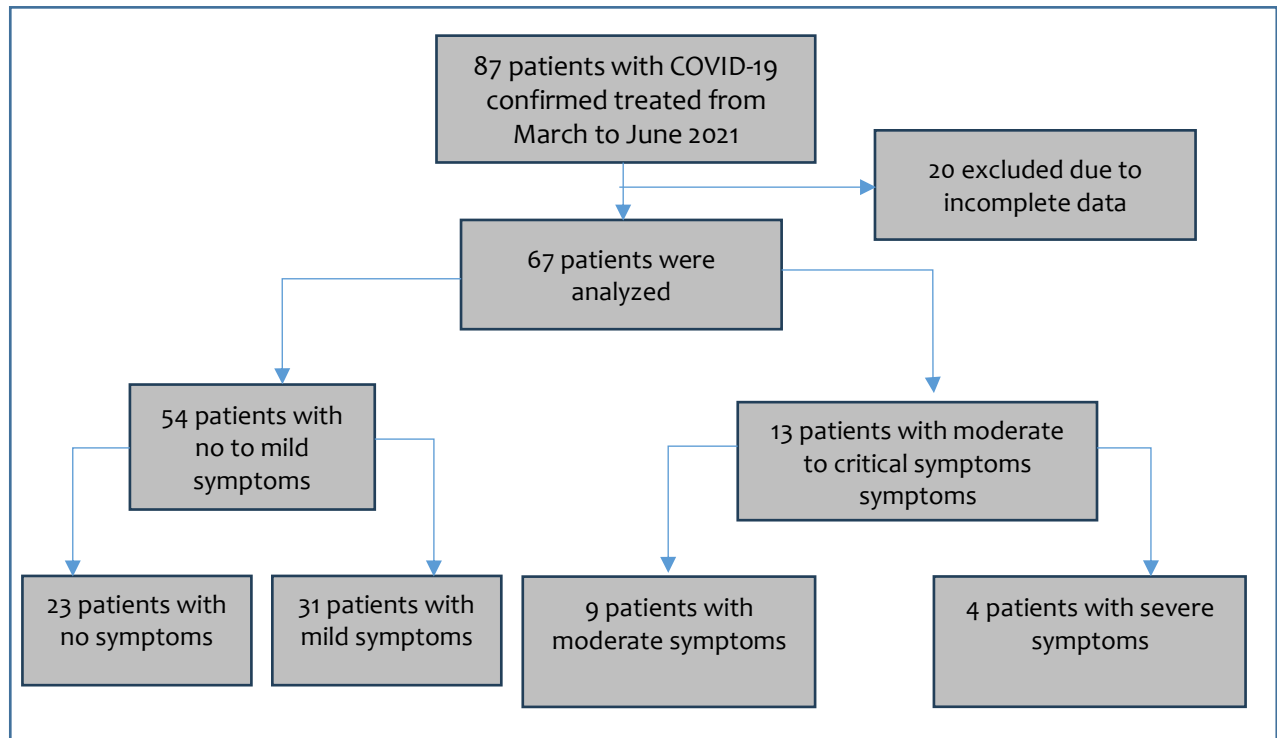 87 patients with COVID-19
confirmed treated from
March to June 2021
20 excluded due to
incomplete data
67 patients were
analyzed
54 patients with
no to mild
symptoms
13 patients with moderate
to critical symptoms
symptoms
23 patients with
no symptoms
31 patients with
mild symptoms
9 patients with
moderate symptoms
4 patients with severe
symptoms